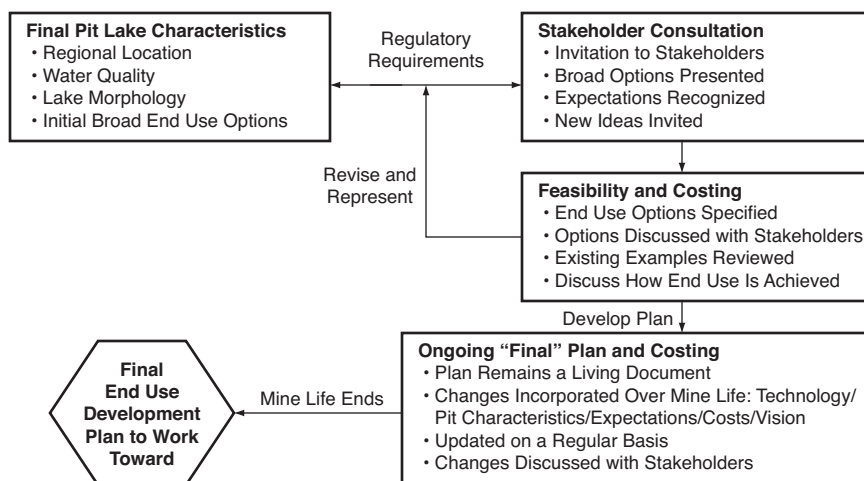 Final Pit Lake Characteristics
• Regional Location
• Water Quality
• Lake Morphology
• Initial Broad End Use Options
Regulatory
Requirements
Stakeholder Consultation
• Invitation to Stakeholders
• Broad Options Presented
• Expectations Recognized
• New Ideas Invited
Revise and
Represent
Feasibility and Costing
• End Use Options Specified
• Options Discussed with Stakeholders
• Existing Examples Reviewed
• Discuss How End Use Is Achieved
Develop Plan
Ongoing “Final” Plan and Costing
• Plan Remains a Living Document
• Changes Incorporated Over Mine Life: Technology/
Pit Characteristics/Expectations/Costs/Vision
• Updated on a Regular Basis
• Changes Discussed with Stakeholders
Mine Life Ends
Final
End Use
Development
Plan to Work
Toward